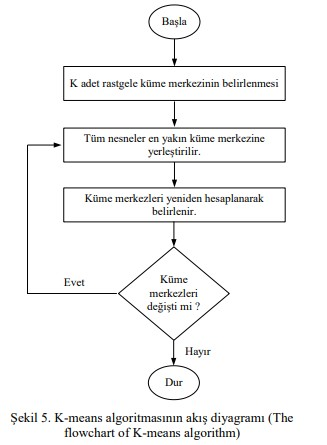 Başla
K adet rastgele küme merkezinin belirlenmesi
Tüm nesneler en yakın küme merkezine
yerleştirilir.
Küme merkezleri yeniden hesaplanarak
belirlenir.
Küme
merkezleri
değişti mi ?
Evet
Hayır
Dur
Şekil 5. K-means algoritmasının akış diyagramı (The
flowchart of K-means algorithm)